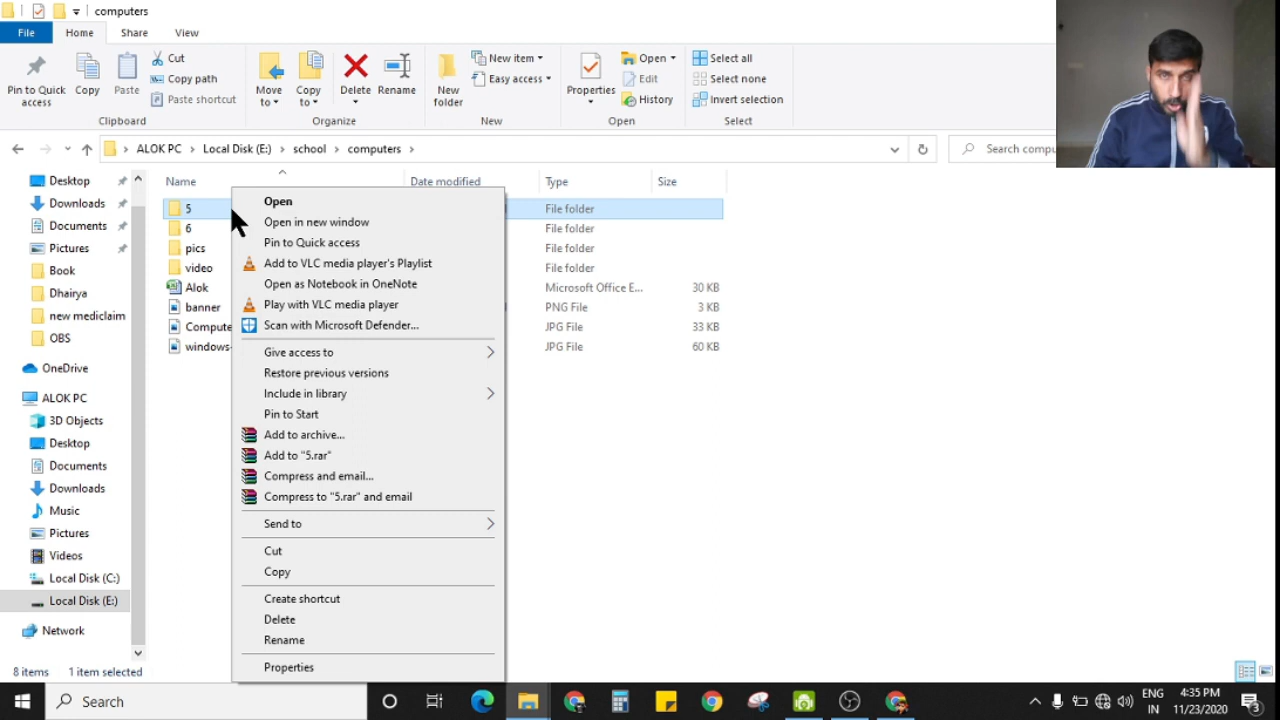 computers
File Home Share View
Cut
Copy path
Paste shortcut
Pin to Quick access
Copy
Paste
Clipboard
Move to
Copy to
Delete
Rename
Organize
New folder
New item
Easy access
New
Properties
Open
Edit
History
Open
Select all
Select none
Invert selection
Select
ALOK PC > Local Disk (E:) > school > computers >
Search
Name Date modified Type Size
Desktop
Downloads
Documents
Pictures
Book
Dhairya
new mediclaim
OBS
OneDrive
ALOK PC
3D Objects
Desktop
Documents
Downloads
Music
Pictures
Videos
Local Disk (C:)
Local Disk (E:)
Network
5 File folder
6 File folder
pics File folder
video File folder
Alok Microsoft Office E... 30 KB
banner PNG File 3 KB
Compute JPG File 33 KB
windows- JPG File 60 KB
Open
Open in new window
Pin to Quick access
Add to VLC media player's Playlist
Open as Notebook in OneNote
Play with VLC media player
Scan with Microsoft Defender...
Give access to
Restore previous versions
Include in library
Pin to Start
Add to archive...
Add to "5.rar"
Compress and email...
Compress to "5.rar" and email
Send to
Cut
Copy
Create shortcut
Delete
Rename
Properties
8 items 1 item selected
Search
ENG
IN
4:35 PM
11/23/2020
3